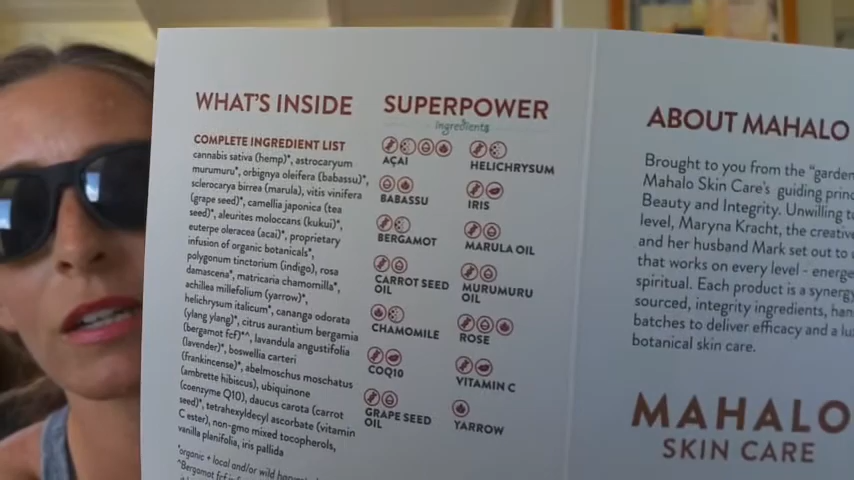 WHAT'S INSIDE
COMPLETE INGREDIENT LIST
cannabis sativa (hemp)*, astrocaryum
murumuru*, orbignya oleifera (babassu)*,
sclerocarya birrea (marula), vitis vinifera
(grape seed)*, camellia japonica (tea
seed)*, aleurites moloccans (kukui)*,
euterpe oleracea (acai)*, proprietary
infusion of organic botanicals*,
polygonum tinctorium (indigo), rosa
damascena*, matricaria chamomilla*,
achillea millefolium (yarrow)*,
helichrysum italicum*, cananga odorata
(ylang ylang)*, citrus aurantium bergami
(bergamot fcf)*^, lavandula angustifolia
(lavender)*, boswellia carteri
(frankincense)*, abelmoschus moschatus
(ambrette hibiscus)*, ubiquinone
(coenzyme Q10), daucus carota (carrot
seed)*, tetrahexyldecyl ascorbate (vitamin
C ester), non-gmo mixed tocopherols,
vanilla planifolia*, iris pallida
*organic + local and/or wild
^Bergamot fcf is
SUPERPOWER
Ingredients
AÇAI
BABASSU
BERGAMOT
CARROT SEED
OIL
CHAMOMILE
COQ10
GRAPE SEED
OIL
HELICHRYSUM
IRIS
MARULA OIL
MURUMURU
OIL
ROSE
VITAMIN C
YARROW
ABOUT MAHALO
Brought to you from the "garden
Mahalo Skin Care's guiding prin
Beauty and Integrity. Unwilling to
level, Maryna Kracht, the creative
and her husband Mark set out to
that works on every level - energe
spiritual. Each product is a synergy
sourced, integrity ingredients, han
batches to deliver efficacy and a lu
botanical skin care.
MAHALO
SKIN CARE